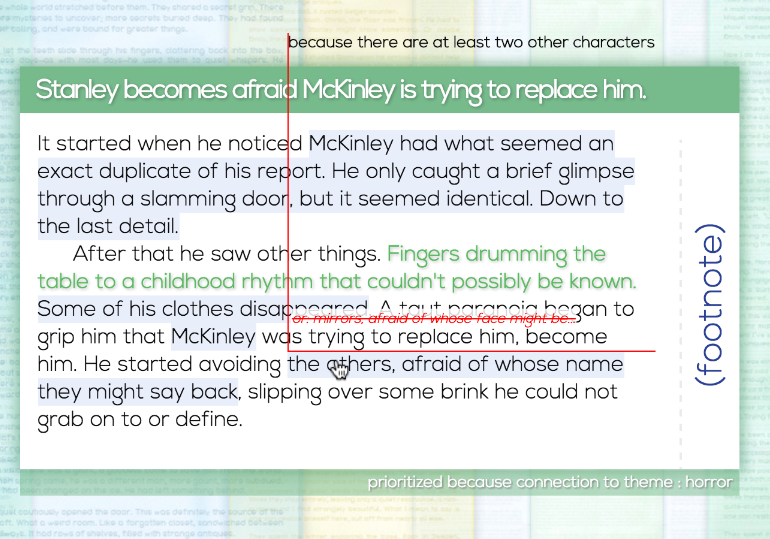 because there are at least two other characters
Stanley becomes afraid McKinley is trying to replace him.
It started when he noticed McKinley had what seemed an
exact duplicate of his report. He only caught a brief glimpse
through a slamming door, but it seemed identical. Down to
the last detail.
After that he saw other things. Fingers drumming the
table to a childhood rhythm that couldn't possibly be known.
Some of his clothes disappeared. A taut paranoia began to
or: mirrors, afraid of whose face might be...
grip him that McKinley was trying to replace him, become
him. He started avoiding the others, afraid of whose name
they might say back, slipping over some brink he could not
grab on to or define.
(footnote)
prioritized because connection to theme : horror